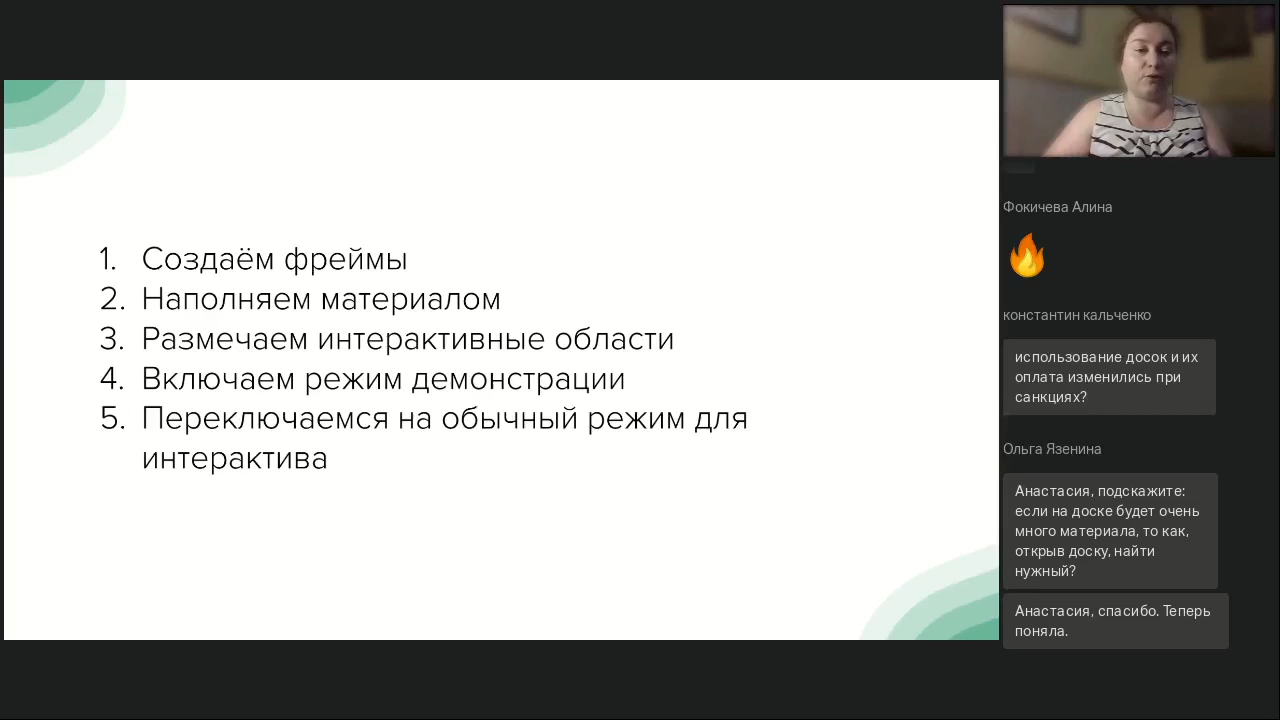 1. Создаём фреймы
2. Наполняем материалом
3. Размечаем интерактивные области
4. Включаем режим демонстрации
5. Переключаемся на обычный режим для
интерактива
Фокичева Алина
🔥
константин кальченко
использование досок и их
оплата изменились при
санкциях?
Ольга Язенина
Анастасия, подскажите:
если на доске будет очень
много материала, то как,
открыв доску, найти
нужный?
Анастасия, спасибо. Теперь
поняла.